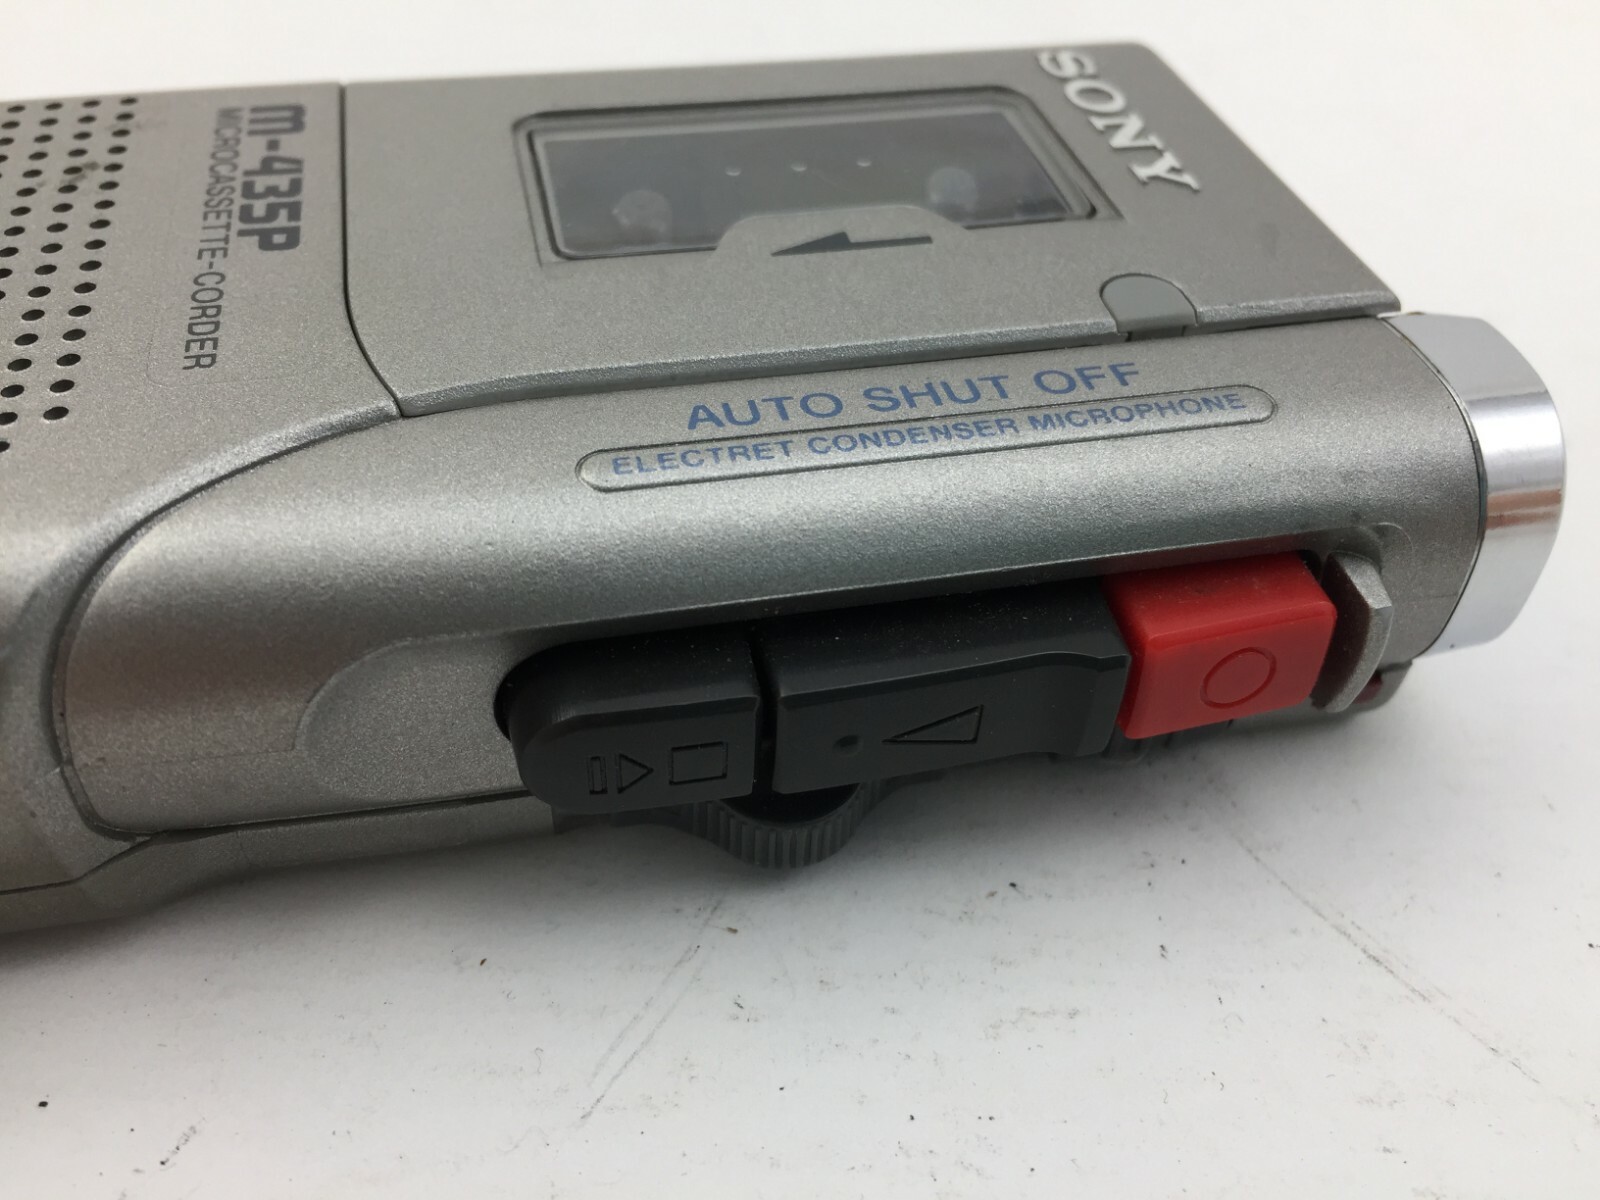 SONY
m-435P
MICROCASSETTE-CORDER
AUTO SHUT OFF
ELECTRET CONDENSER MICROPHONE